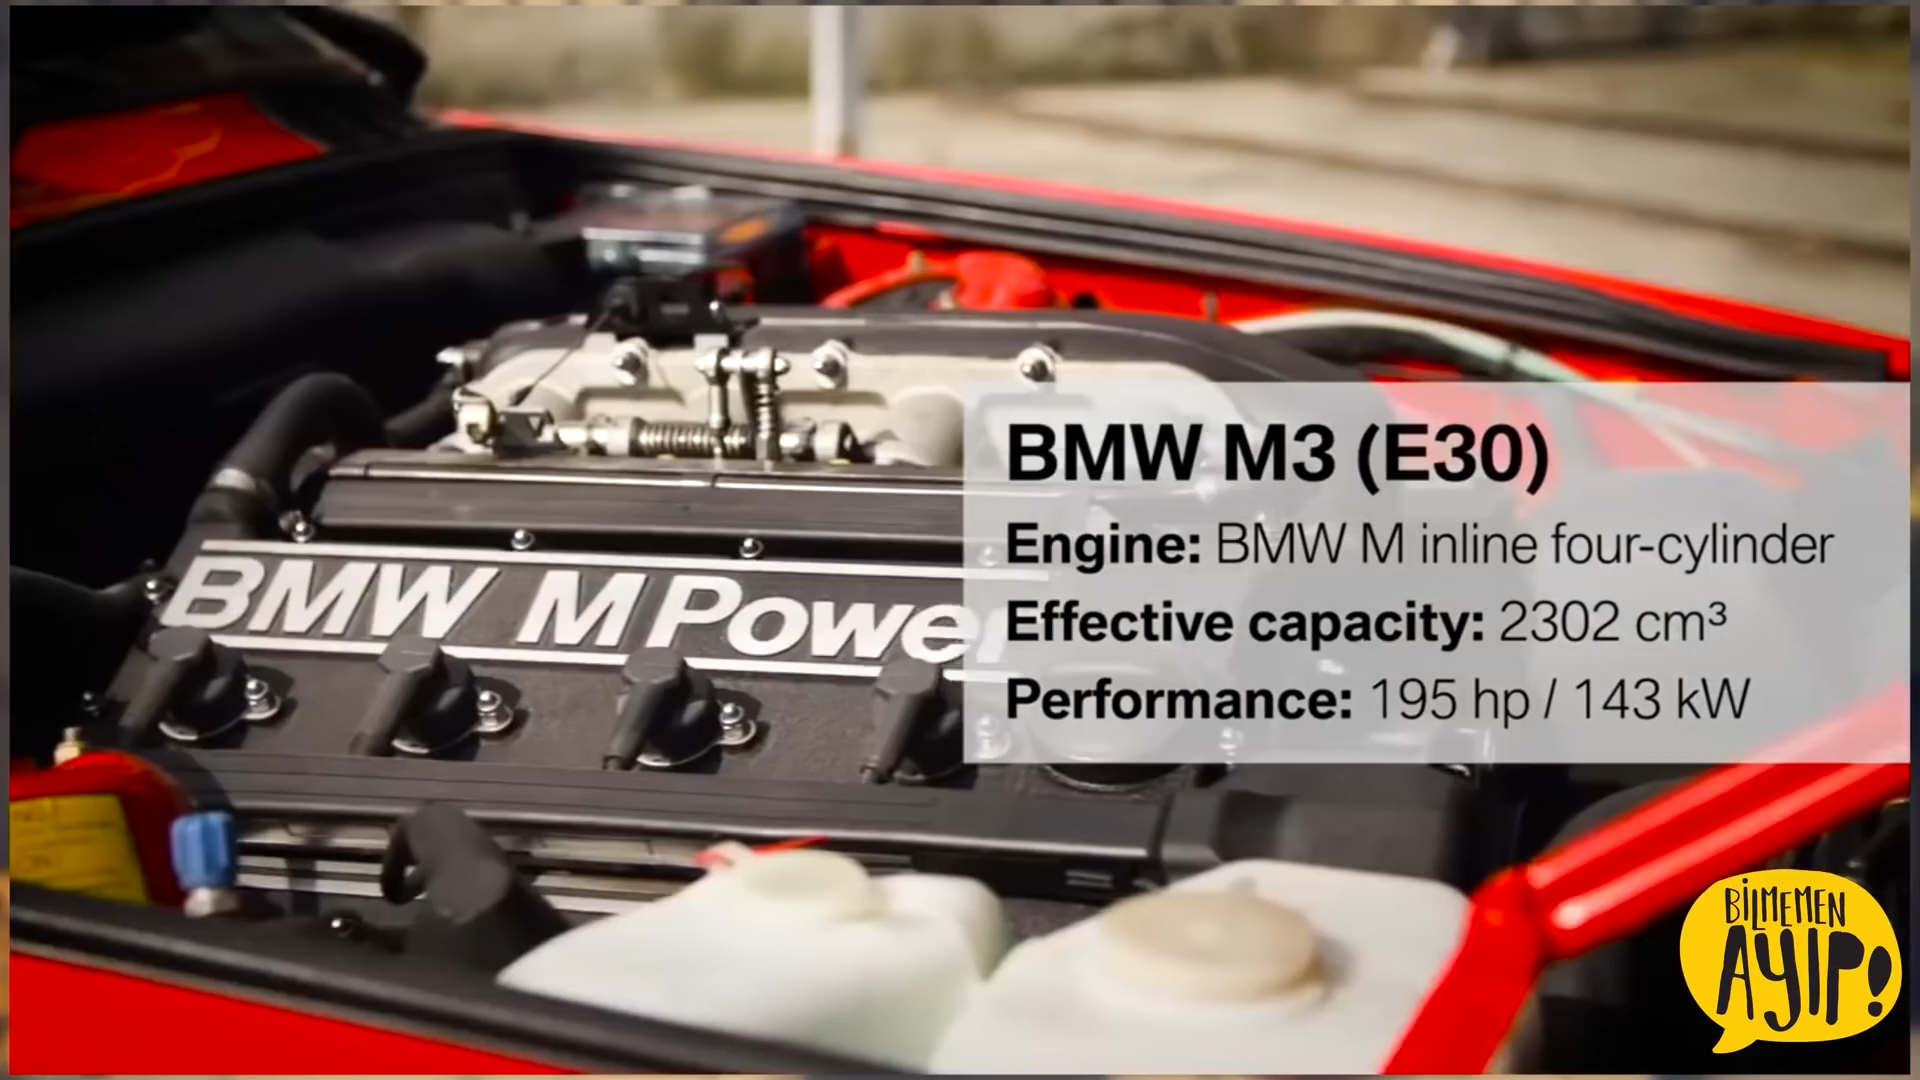 BMW M3 (E30)
Engine: BMW M inline four-cylinder
Effective capacity: 2302 cm³
Performance: 195 hp / 143 kW
BMW M Power
BİLMEMEN
AYIP!